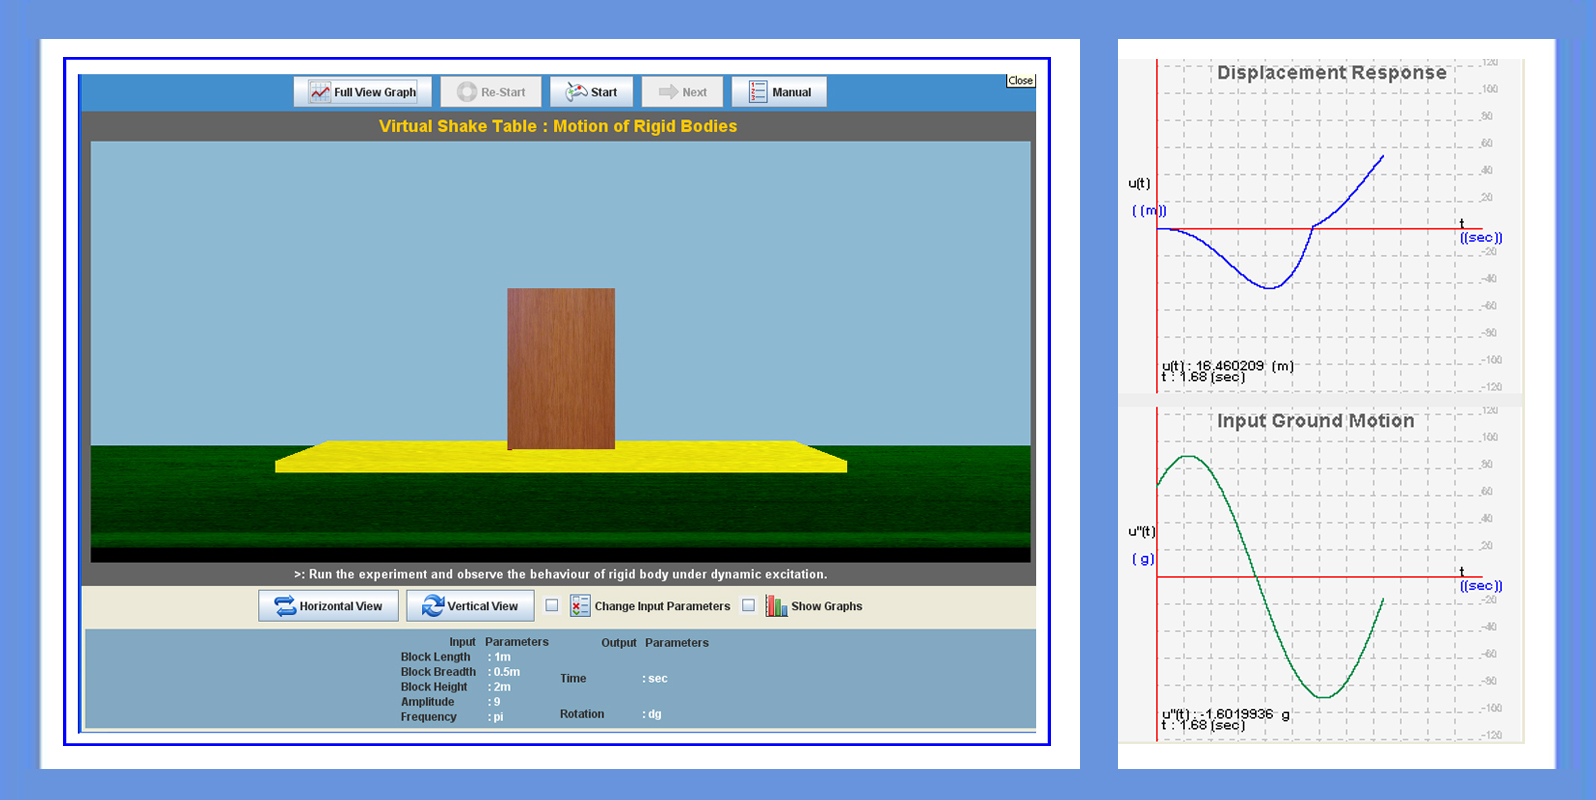 Full View Graph
Re-Start
Start
Next
Manual
Close
Virtual Shake Table : Motion of Rigid Bodies
>: Run the experiment and observe the behaviour of rigid body under dynamic excitation.
Horizontal View
Vertical View
Change Input Parameters
Show Graphs
Input Parameters
Output Parameters
Block Length : 1m
Block Breadth : 0.5m
Block Height : 2m
Amplitude : 9
Frequency : pi
Time : sec
Rotation : dg
Displacement Response
120
100
80
60
40
20
-20
-40
-60
-80
-100
-120
u(t)
( (m))
t
((sec))
u(t) : 16.460209 (m)
t : 1.68 (sec)
Input Ground Motion
120
100
80
60
40
20
-20
-40
-60
-80
-100
-120
u"(t)
( g)
t
((sec))
u"(t) : -1.6019936 g
t : 1.68 (sec)